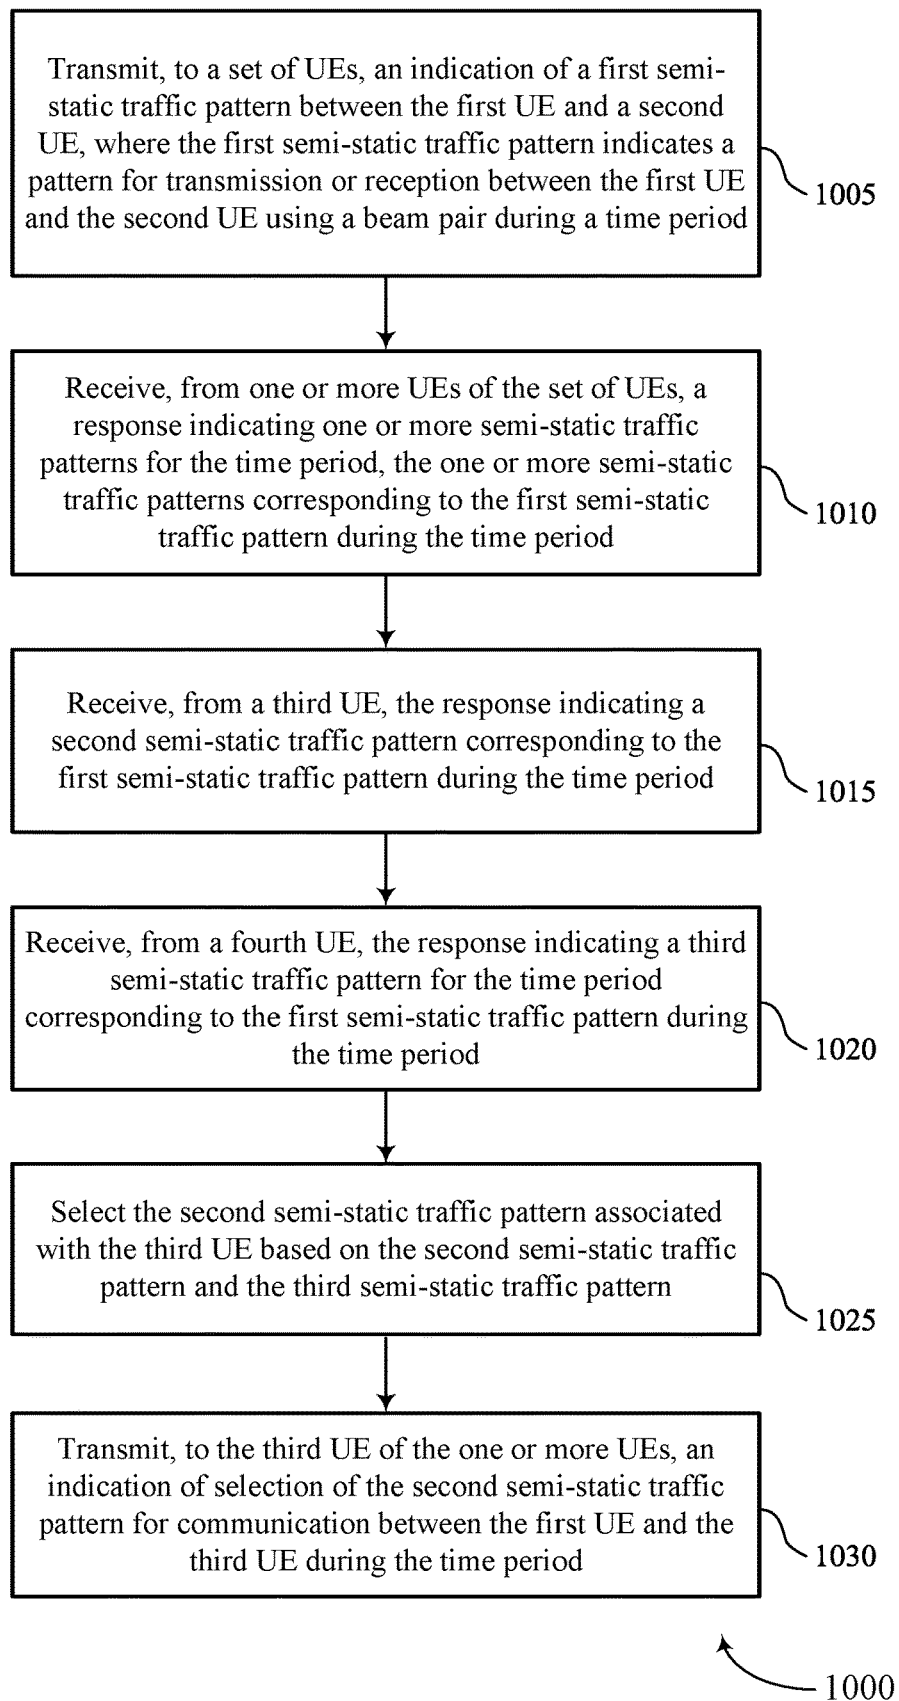 Transmit, to a set of UEs, an indication of a first semi-
static traffic pattern between the first UE and a second
UE, where the first semi-static traffic pattern indicates a
pattern for transmission or reception between the first UE
and the second UE using a beam pair during a time period
1005
Receive, from one or more UEs of the set of UEs, a
response indicating one or more semi-static traffic
patterns for the time period, the one or more semi-static
traffic patterns corresponding to the first semi-static
traffic pattern during the time period
1010
Receive, from a third UE, the response indicating a
second semi-static traffic pattern corresponding to the
first semi-static traffic pattern during the time period
1015
Receive, from a fourth UE, the response indicating a third
semi-static traffic pattern for the time period
corresponding to the first semi-static traffic pattern during
the time period
1020
Select the second semi-static traffic pattern associated
with the third UE based on the second semi-static traffic
pattern and the third semi-static traffic pattern
1025
Transmit, to the third UE of the one or more UEs, an
indication of selection of the second semi-static traffic
pattern for communication between the first UE and the
third UE during the time period
1030
1000